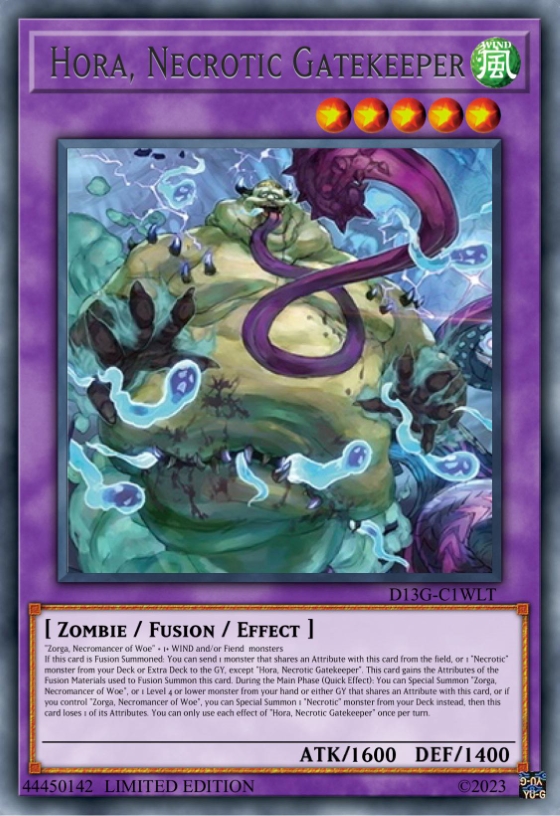 HORA, NECROTIC GATEKEEPER
WIND
風
D13G-C1WLT
[ ZOMBIE / FUSION / EFFECT ]
"Zorga, Necromancer of Woe" + 1+ WIND and/or Fiend monsters
If this card is Fusion Summoned: You can send 1 monster that shares an Attribute with this card from the field, or 1 "Necrotic"
monster from your Deck or Extra Deck to the GY, except "Hora, Necrotic Gatekeeper". This card gains the Attributes of the
Fusion Materials used to Fusion Summon this card. During the Main Phase (Quick Effect): You can Special Summon "Zorga,
Necromancer of Woe", or 1 Level 4 or lower monster from your hand or either GY that shares an Attribute with this card, or if
you control "Zorga, Necromancer of Woe", you can Special Summon 1 "Necrotic" monster from your Deck instead, then this
card loses 1 of its Attributes. You can only use each effect of "Hora, Necrotic Gatekeeper" once per turn.
ATK/1600 DEF/1400
44450142 LIMITED EDITION ©2023